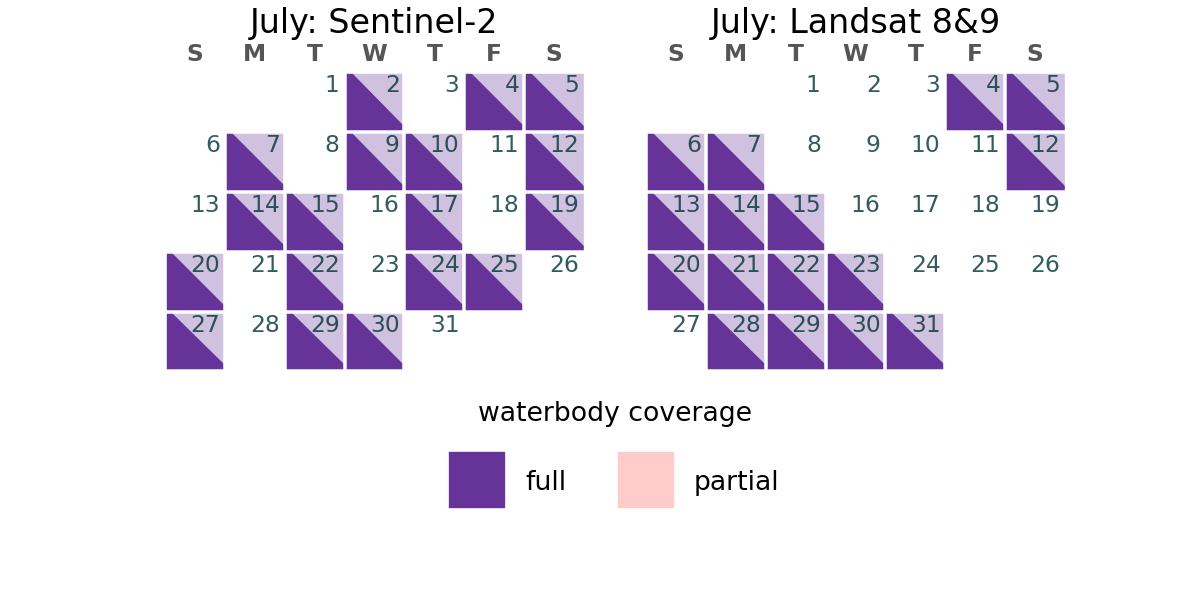 July: Sentinel-2
S M T W T F S
1 2 3 4 5
6 7 8 9 10 11 12
13 14 15 16 17 18 19
20 21 22 23 24 25 26
27 28 29 30 31
July: Landsat 8&9
S M T W T F S
1 2 3 4 5
6 7 8 9 10 11 12
13 14 15 16 17 18 19
20 21 22 23 24 25 26
27 28 29 30 31
waterbody coverage
full partial